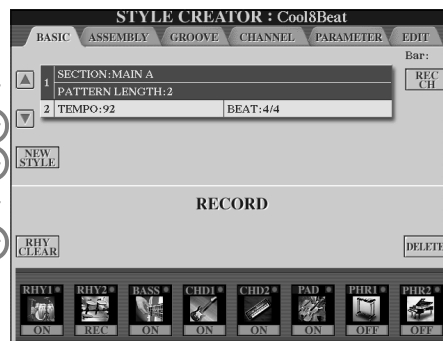 STYLE CREATOR : Cool8Beat
BASIC ASSEMBLY GROOVE CHANNEL PARAMETER EDIT
Bar:
1 SECTION:MAIN A
PATTERN LENGTH:2
REC
CH
2 TEMPO:92 BEAT:4/4
NEW
STYLE
RECORD
RHY
CLEAR
DELETE
RHY1 RHY2 BASS CHD1 CHD2 PAD PHR1 PHR2
ON REC ON ON ON ON OFF OFF